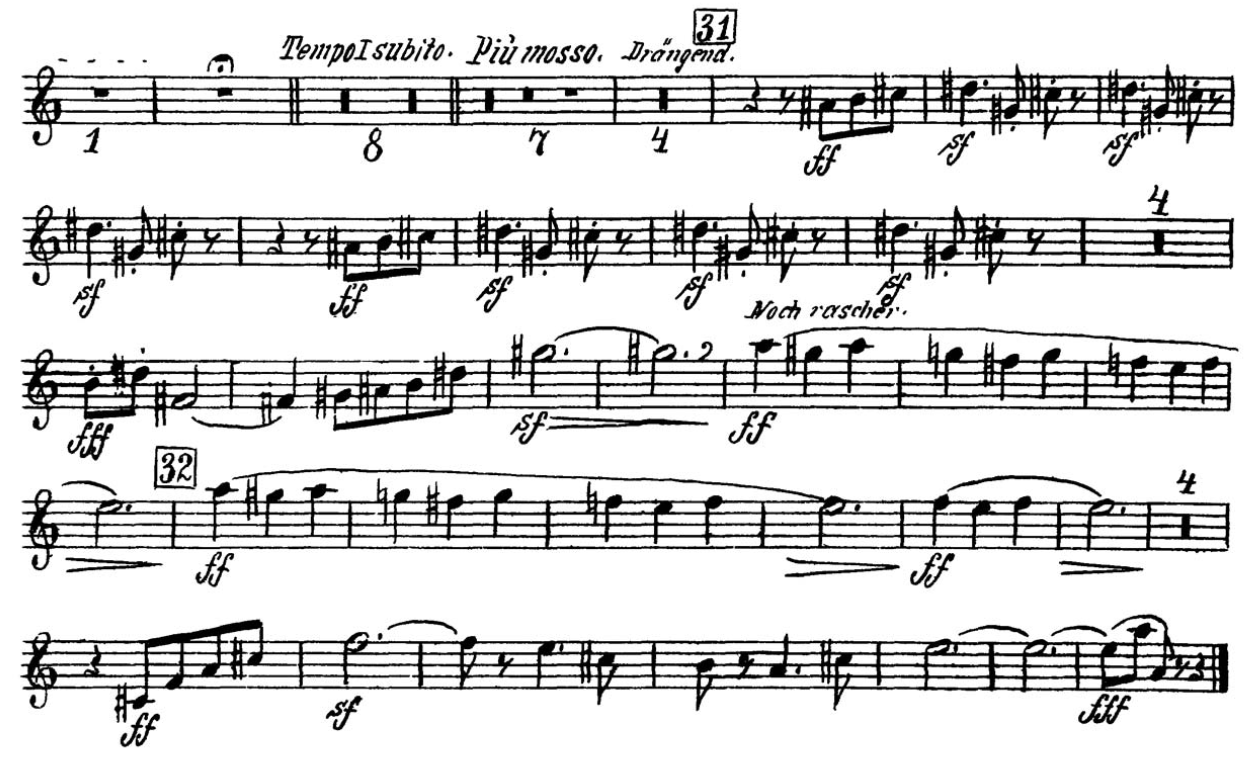 31
Tempo I subito. Più mosso. Drängend.
1 8 7 4
ff sf sf
4
sf ff sf sf sf
Noch rascher.
fff sf ff
32 4
ff ff
ff sf fff